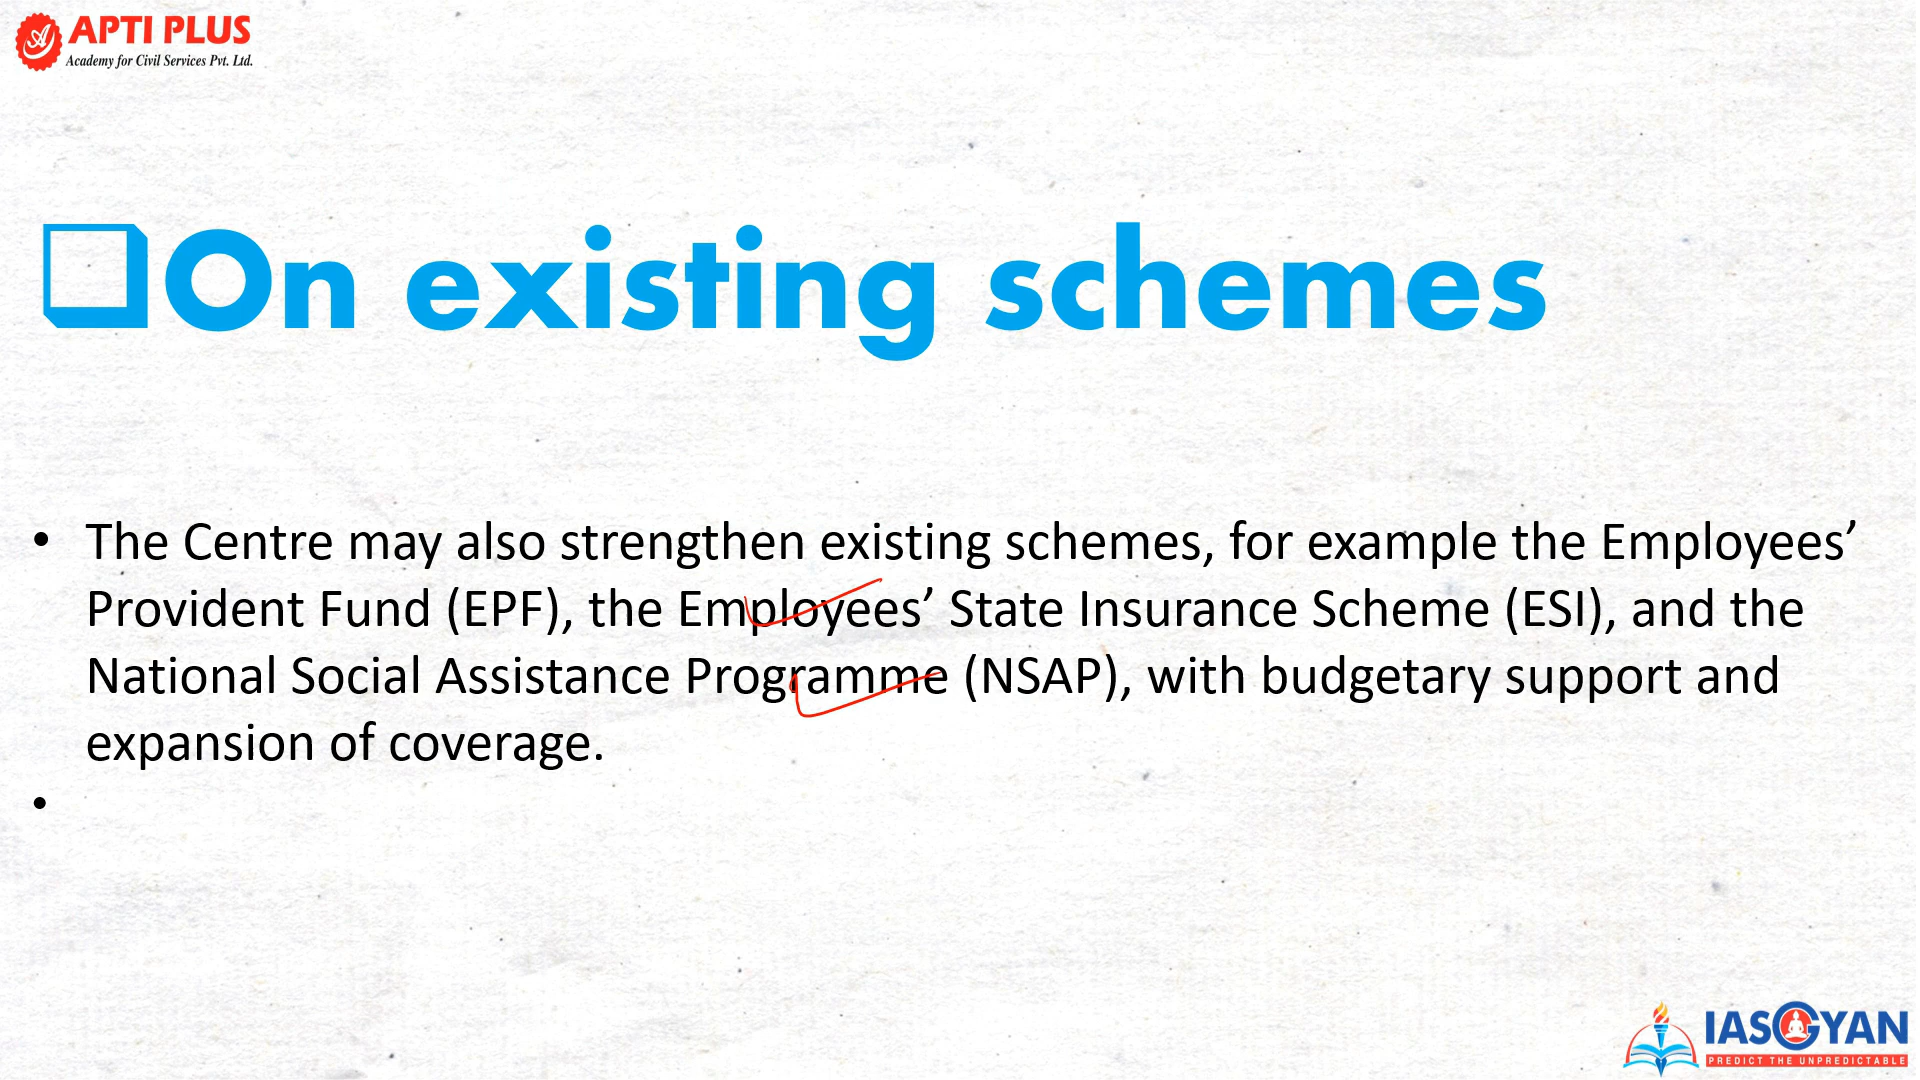 APTI PLUS
Academy for Civil Services Pvt. Ltd.
❑On existing schemes
• The Centre may also strengthen existing schemes, for example the Employees’
Provident Fund (EPF), the Employees’ State Insurance Scheme (ESI), and the
National Social Assistance Programme (NSAP), with budgetary support and
expansion of coverage.
•
IASGYAN
PREDICT THE UNPREDICTABLE